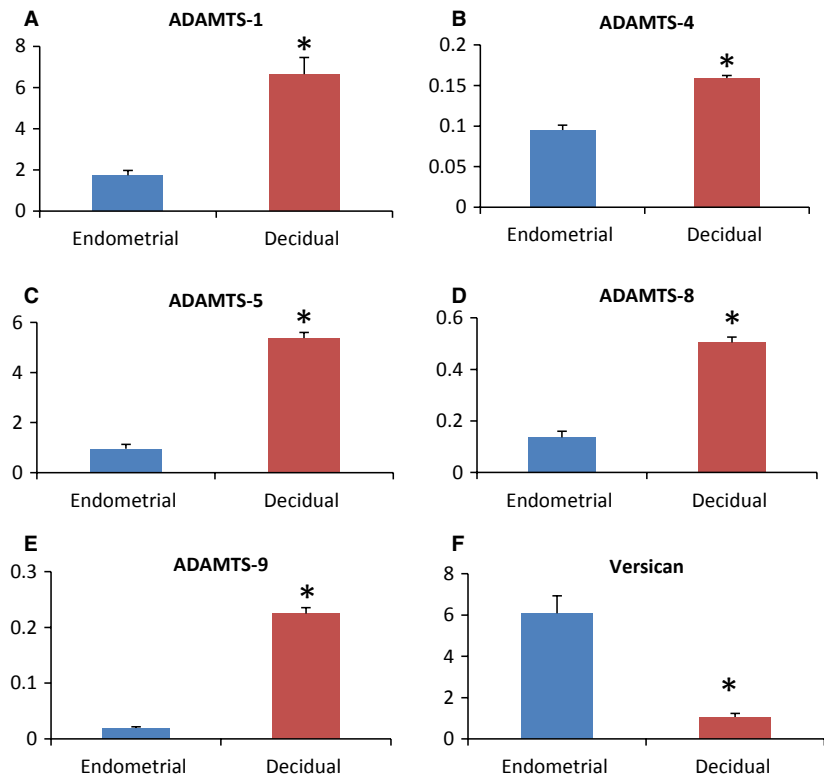 A
ADAMTS-1
*
8
6
4
2
0
Endometrial Decidual
B
ADAMTS-4
*
0.2
0.15
0.1
0.05
0
Endometrial Decidual
C
ADAMTS-5
*
6
4
2
0
Endometrial Decidual
D
ADAMTS-8
*
0.6
0.4
0.2
0
Endometrial Decidual
E
ADAMTS-9
*
0.3
0.2
0.1
0
Endometrial Decidual
F
Versican
*
8
6
4
2
0
Endometrial Decidual